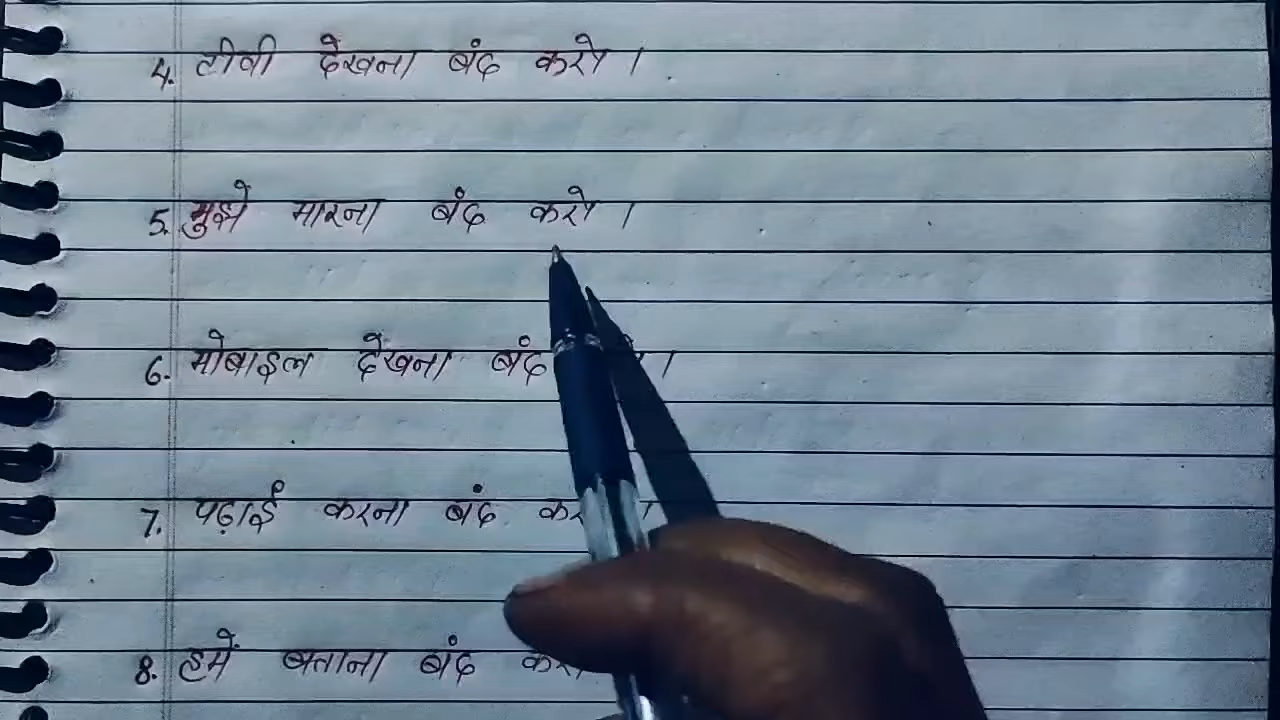 4. टीवी देखना बंद करो ।
5. मुझे मारना बंद करो ।
6. मोबाइल देखना बंद ।
7. पढ़ाई करना बंद
8. हमें बताना बंद